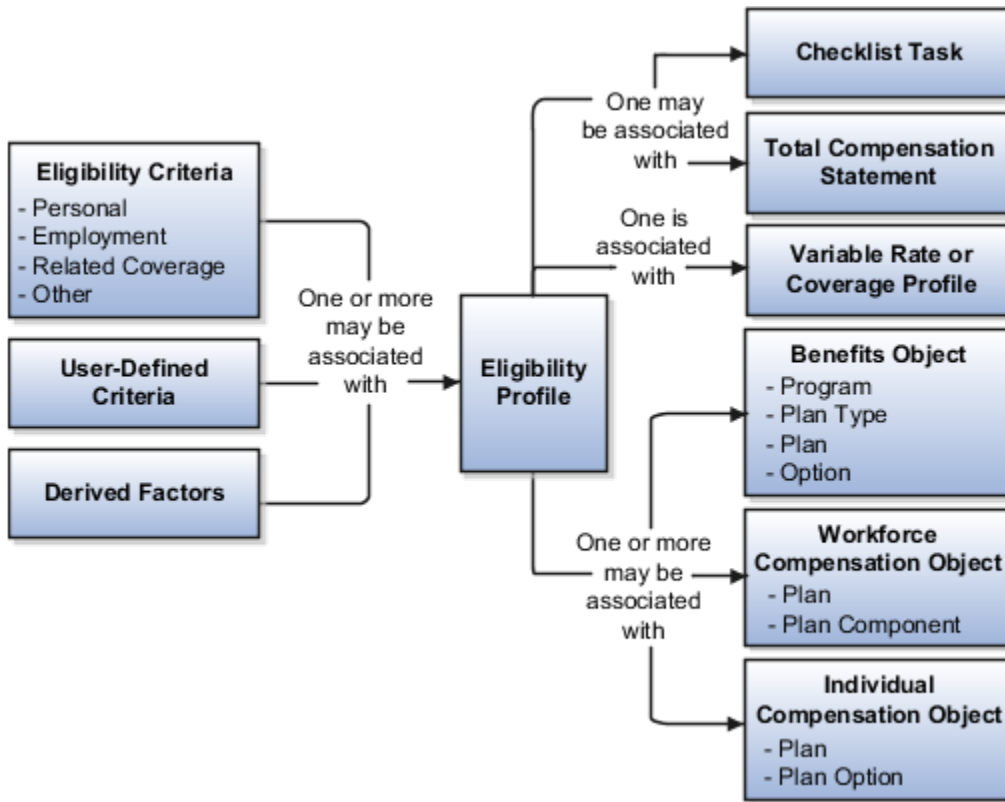 Eligibility Criteria
- Personal
- Employment
- Related Coverage
- Other
User-Defined
Criteria
Derived Factors
One or more
may be
associated
with
Eligibility
Profile
One may
be associated
with
Checklist Task
Total Compensation
Statement
One is
associated
with
Variable Rate or
Coverage Profile
One or more
may be
associated
with
Benefits Object
- Program
- Plan Type
- Plan
- Option
Workforce
Compensation Object
- Plan
- Plan Component
Individual
Compensation Object
- Plan
- Plan Option